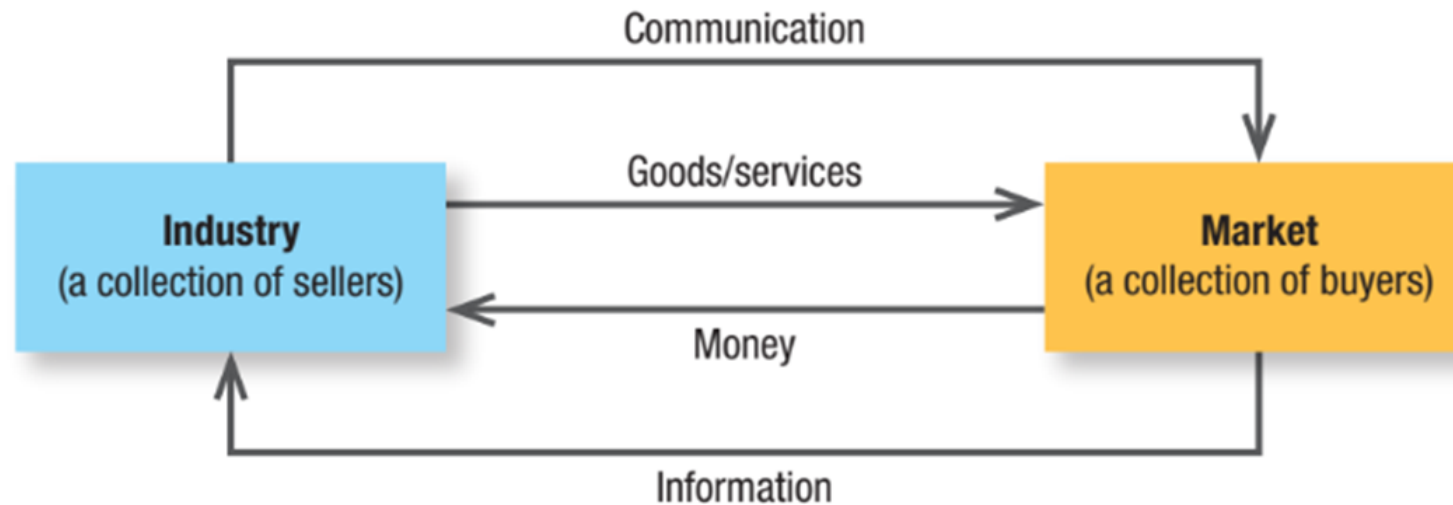 Communication
Goods/services
Industry
(a collection of sellers)
Market
(a collection of buyers)
Money
Information